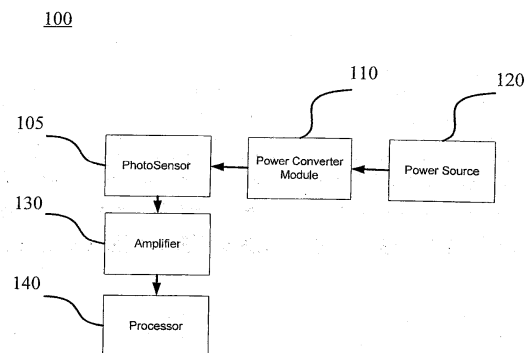 100
110
120
105
PhotoSensor
Power Converter
Module
Power Source
130
Amplifier
140
Processor